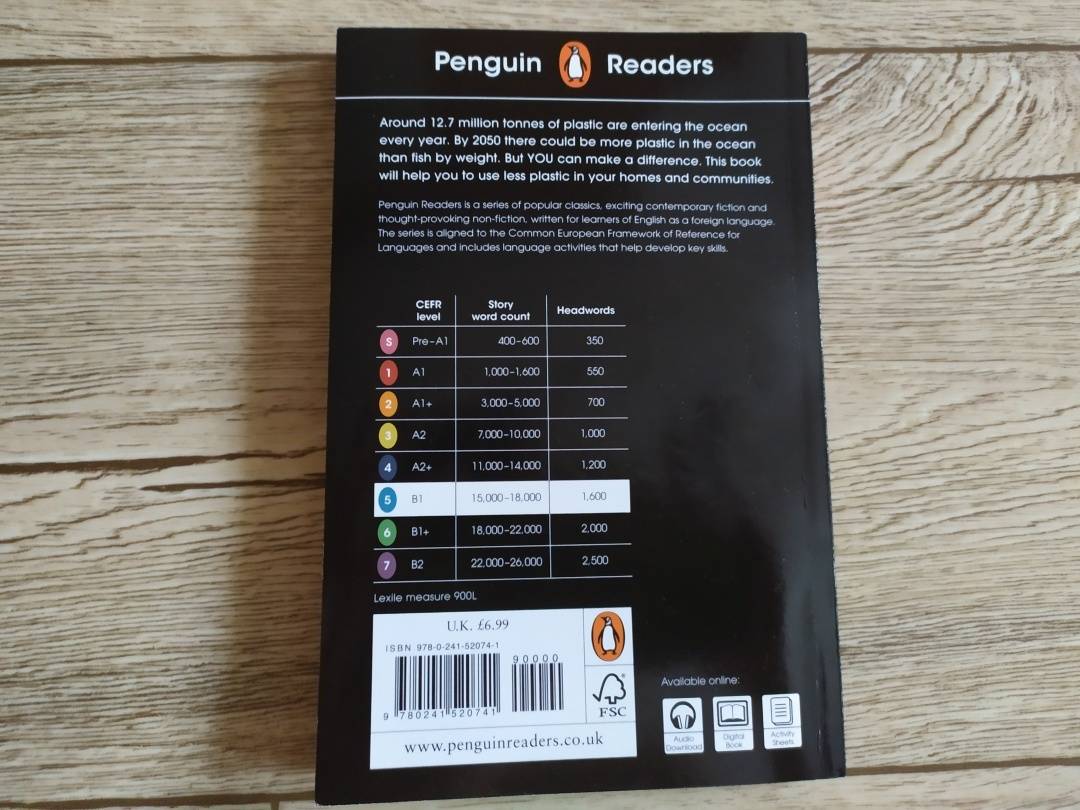 Penguin Readers
Around 12.7 million tonnes of plastic are entering the ocean
every year. By 2050 there could be more plastic in the ocean
than fish by weight. But YOU can make a difference. This book
will help you to use less plastic in your homes and communities.
Penguin Readers is a series of popular classics, exciting contemporary fiction and
thought-provoking non-fiction, written for learners of English as a foreign language.
The series is aligned to the Common European Framework of Reference for
Languages and includes language activities that help develop key skills.
CEFR level Story word count Headwords
S Pre-A1 400-600 350
1 A1 1,000-1,600 550
2 A1+ 3,000-5,000 700
3 A2 7,000-10,000 1,000
4 A2+ 11,000-14,000 1,200
5 B1 15,000-18,000 1,600
6 B1+ 18,000-22,000 2,000
7 B2 22,000-26,000 2,500
Lexile measure 900L
U.K. £6.99
ISBN 978-0-241-52074-1
90000
9 780241 520741
FSC
www.penguinreaders.co.uk
Available online:
Audio Download
Digital Book
Activity Sheets